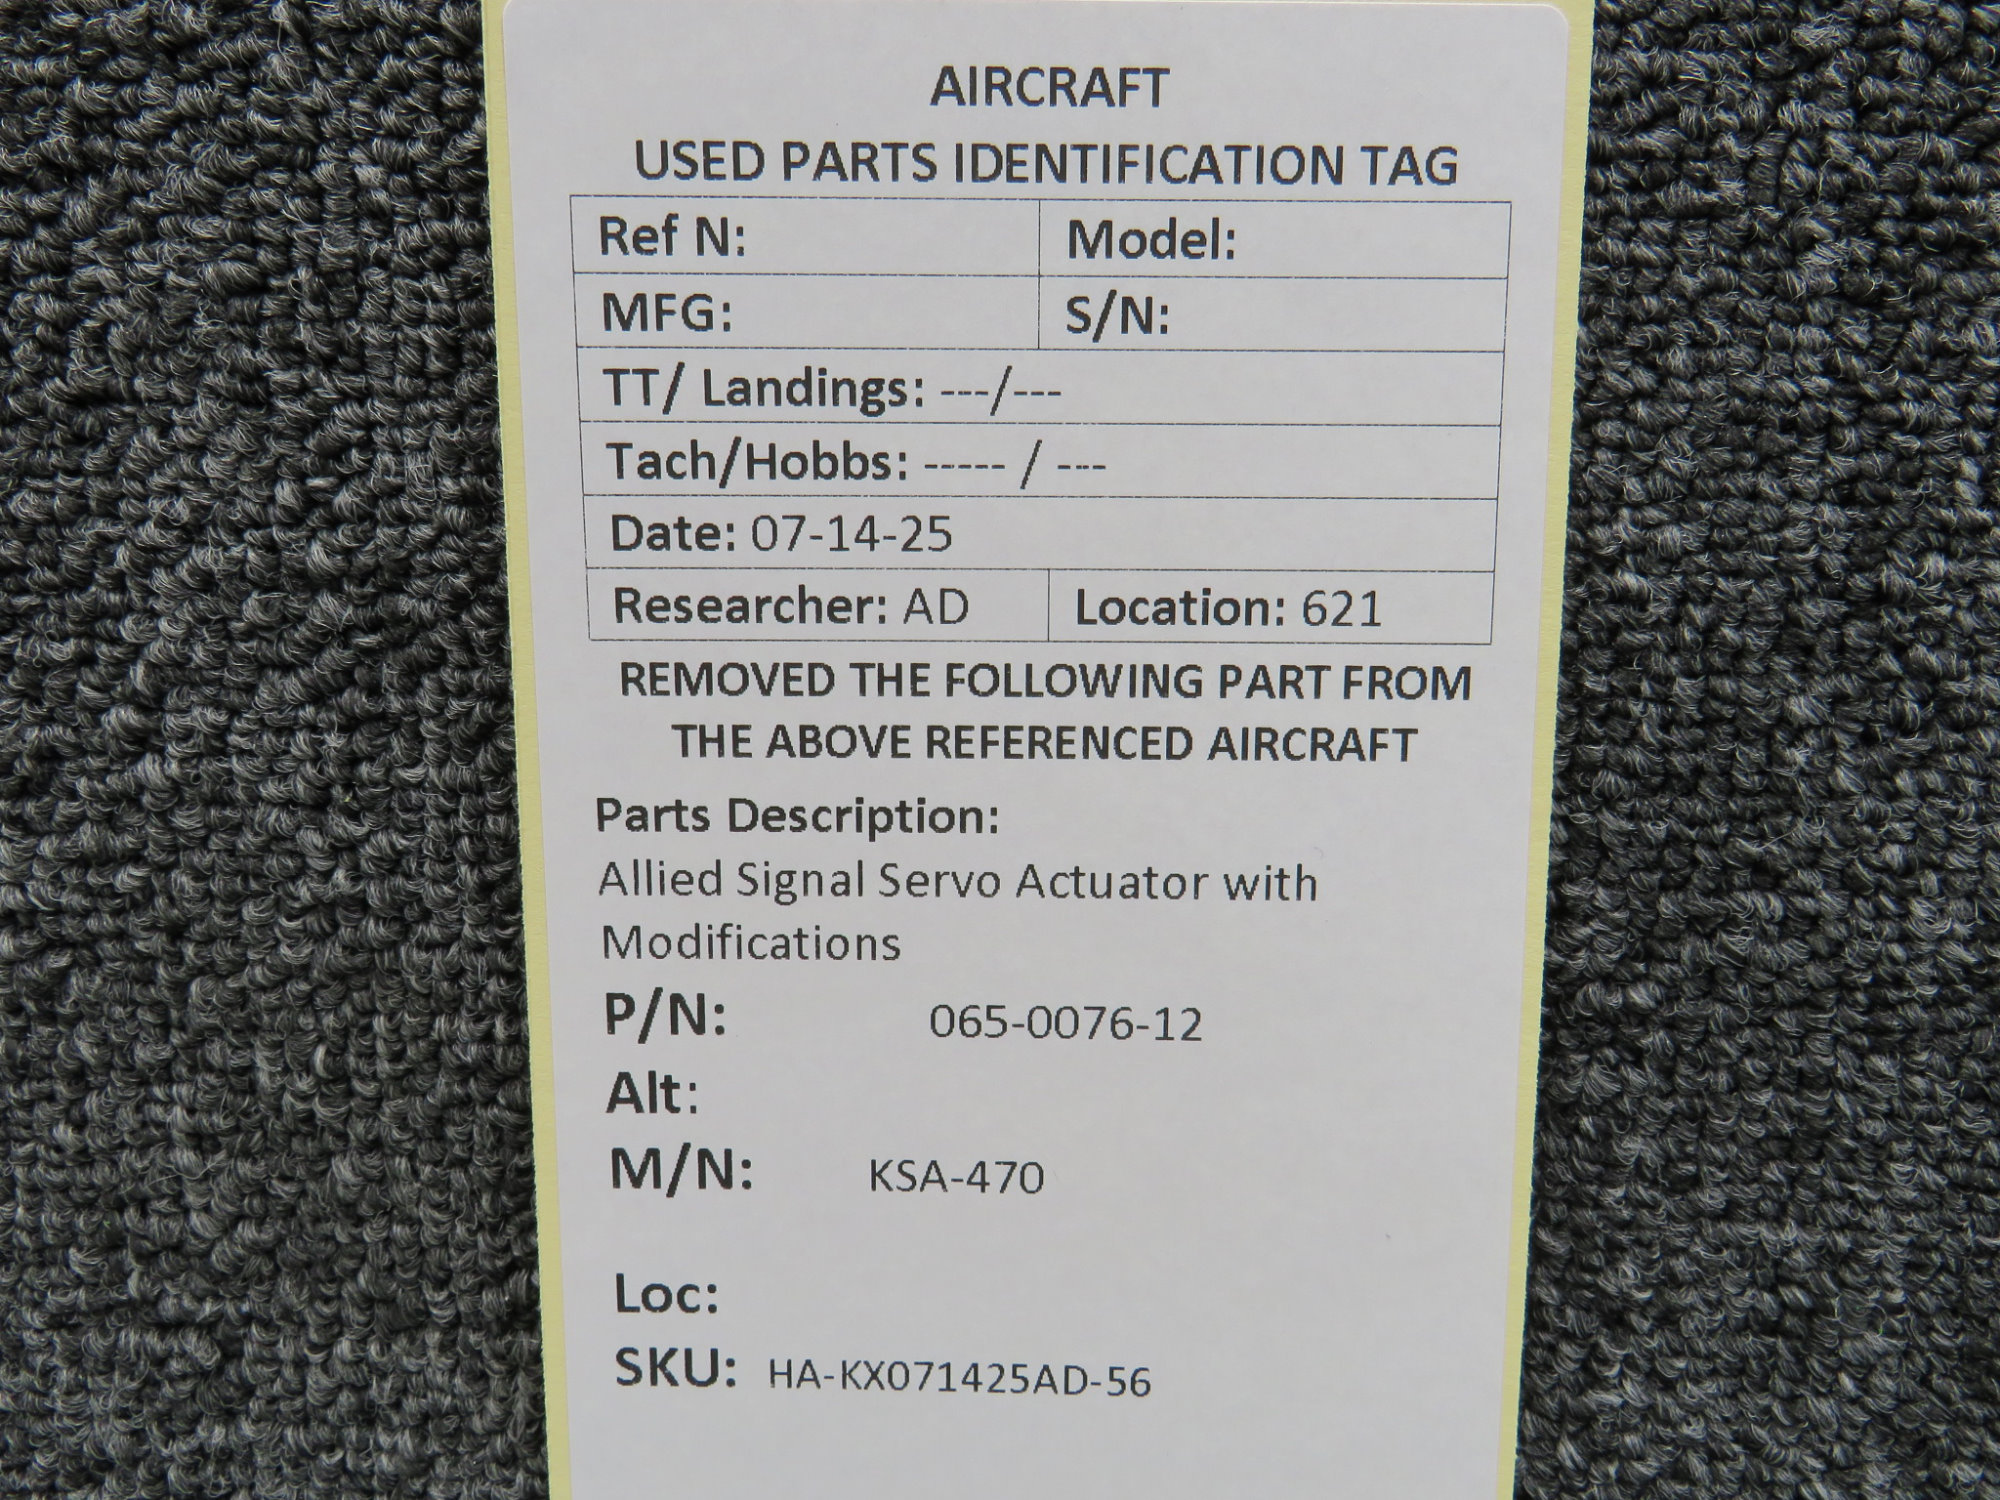 AIRCRAFT
USED PARTS IDENTIFICATION TAG
Ref N: Model:
MFG: S/N:
TT/ Landings: ---/---
Tach/Hobbs: ----- / ---
Date: 07-14-25
Researcher: AD Location: 621
REMOVED THE FOLLOWING PART FROM
THE ABOVE REFERENCED AIRCRAFT
Parts Description:
Allied Signal Servo Actuator with
Modifications
P/N: 065-0076-12
Alt:
M/N: KSA-470
Loc:
SKU: HA-KX071425AD-56